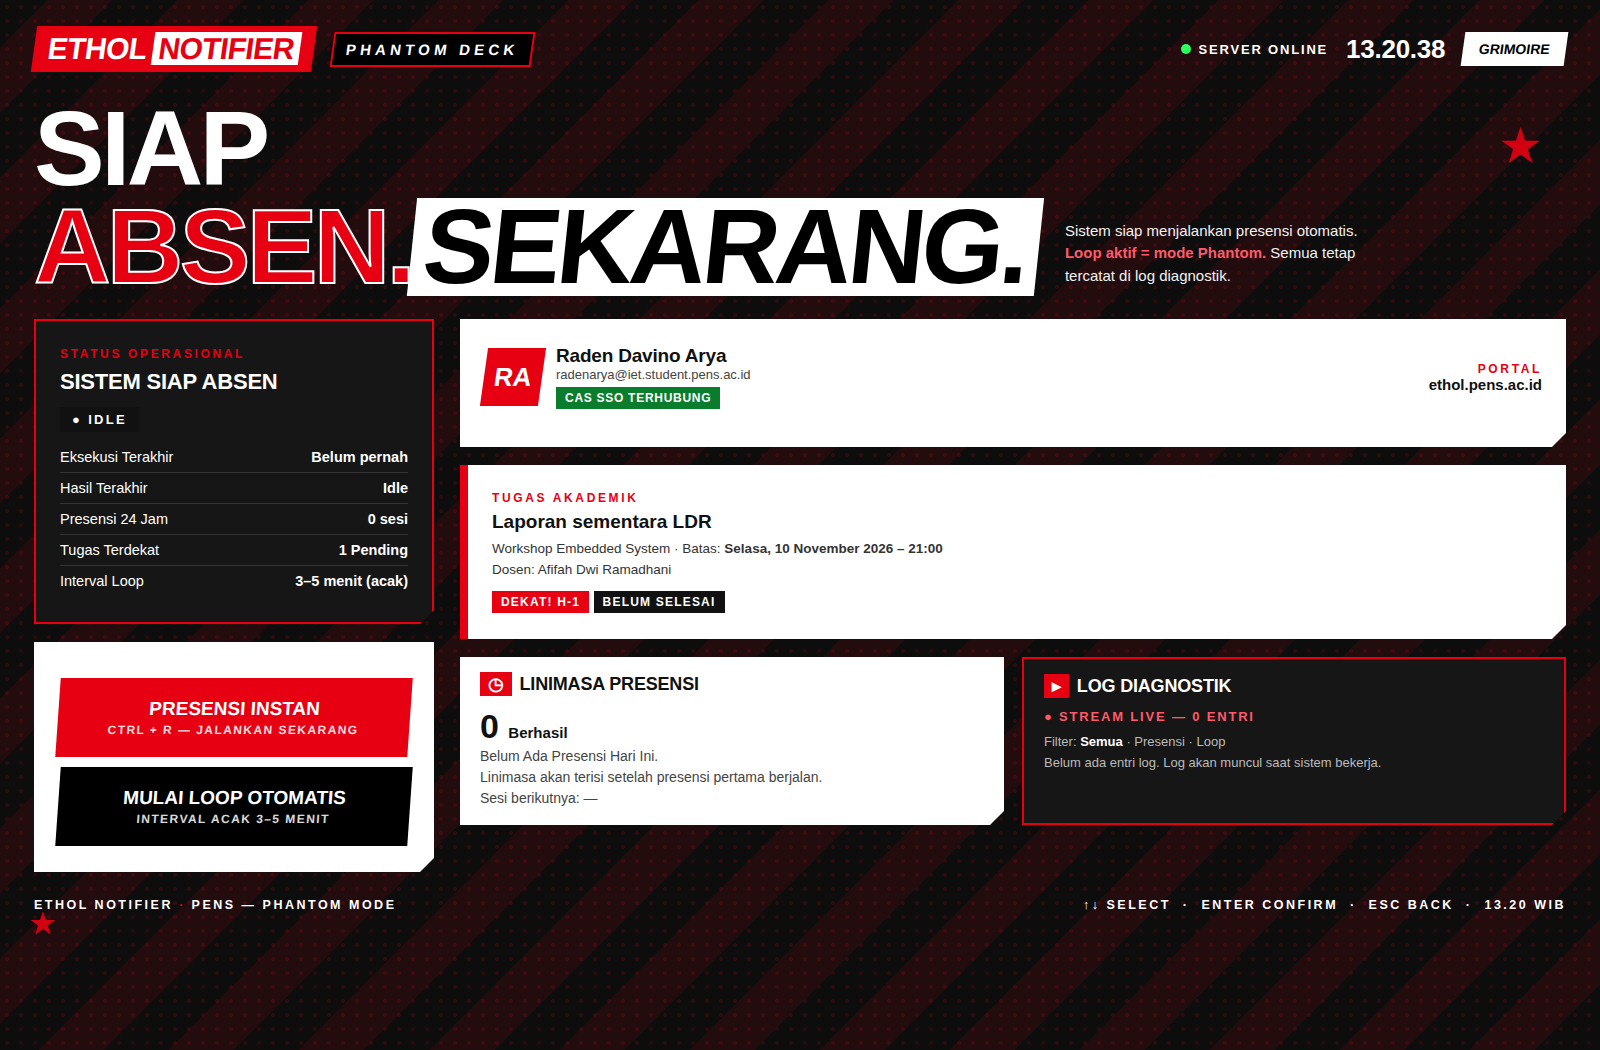 ETHOL NOTIFIER
PHANTOM DECK
SERVER ONLINE
13.20.38
GRIMOIRE
SIAP
ABSEN. SEKARANG.
Sistem siap menjalankan presensi otomatis.
Loop aktif = mode Phantom. Semua tetap
tercatat di log diagnostik.
STATUS OPERASIONAL
SISTEM SIAP ABSEN
● IDLE
Eksekusi Terakhir Belum pernah
Hasil Terakhir Idle
Presensi 24 Jam 0 sesi
Tugas Terdekat 1 Pending
Interval Loop 3–5 menit (acak)
PRESENSI INSTAN
CTRL + R — JALANKAN SEKARANG
MULAI LOOP OTOMATIS
INTERVAL ACAK 3–5 MENIT
RA
Raden Davino Arya
radenarya@iet.student.pens.ac.id
CAS SSO TERHUBUNG
PORTAL
ethol.pens.ac.id
TUGAS AKADEMIK
Laporan sementara LDR
Workshop Embedded System · Batas: Selasa, 10 November 2026 – 21:00
Dosen: Afifah Dwi Ramadhani
DEKAT! H-1 BELUM SELESAI
LINIMASA PRESENSI
0 Berhasil
Belum Ada Presensi Hari Ini.
Linimasa akan terisi setelah presensi pertama berjalan.
Sesi berikutnya: —
LOG DIAGNOSTIK
● STREAM LIVE — 0 ENTRI
Filter: Semua · Presensi · Loop
Belum ada entri log. Log akan muncul saat sistem bekerja.
ETHOL NOTIFIER · PENS — PHANTOM MODE
↑↓ SELECT · ENTER CONFIRM · ESC BACK · 13.20 WIB